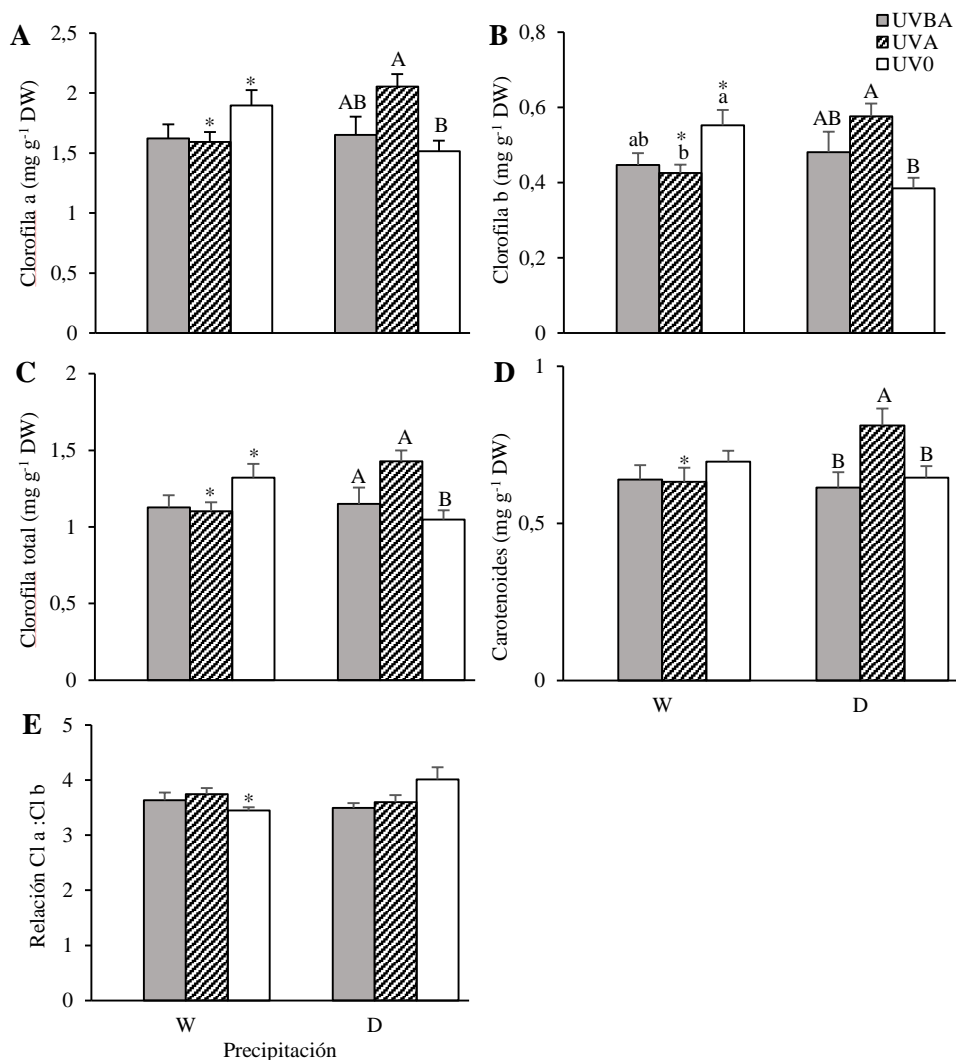 UVBA
UVA
UV0
A
Clorofila a (mg g⁻¹ DW)
2,5
2
1,5
1
0,5
0
*
*
AB
A
B
B
Clorofila b (mg g⁻¹ DW)
0,8
0,6
0,4
0,2
0
ab
*
b
*
a
AB
A
B
C
Clorofila total (mg g⁻¹ DW)
2
1,5
1
0,5
0
*
*
A
A
B
D
Carotenoides (mg g⁻¹ DW)
1
0,5
0
*
B
A
B
W
D
E
Relación Cl a :Cl b
5
4
3
2
1
0
*
W
D
Precipitación